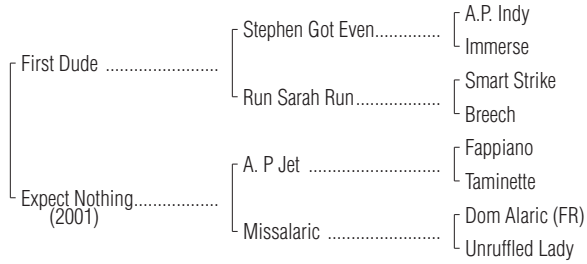 A.P. Indy
Stephen Got Even
Immerse
First Dude
Smart Strike
Run Sarah Run
Breech
Fappiano
A. P Jet
Taminette
Expect Nothing
(2001)
Dom Alaric (FR)
Missalaric
Unruffled Lady